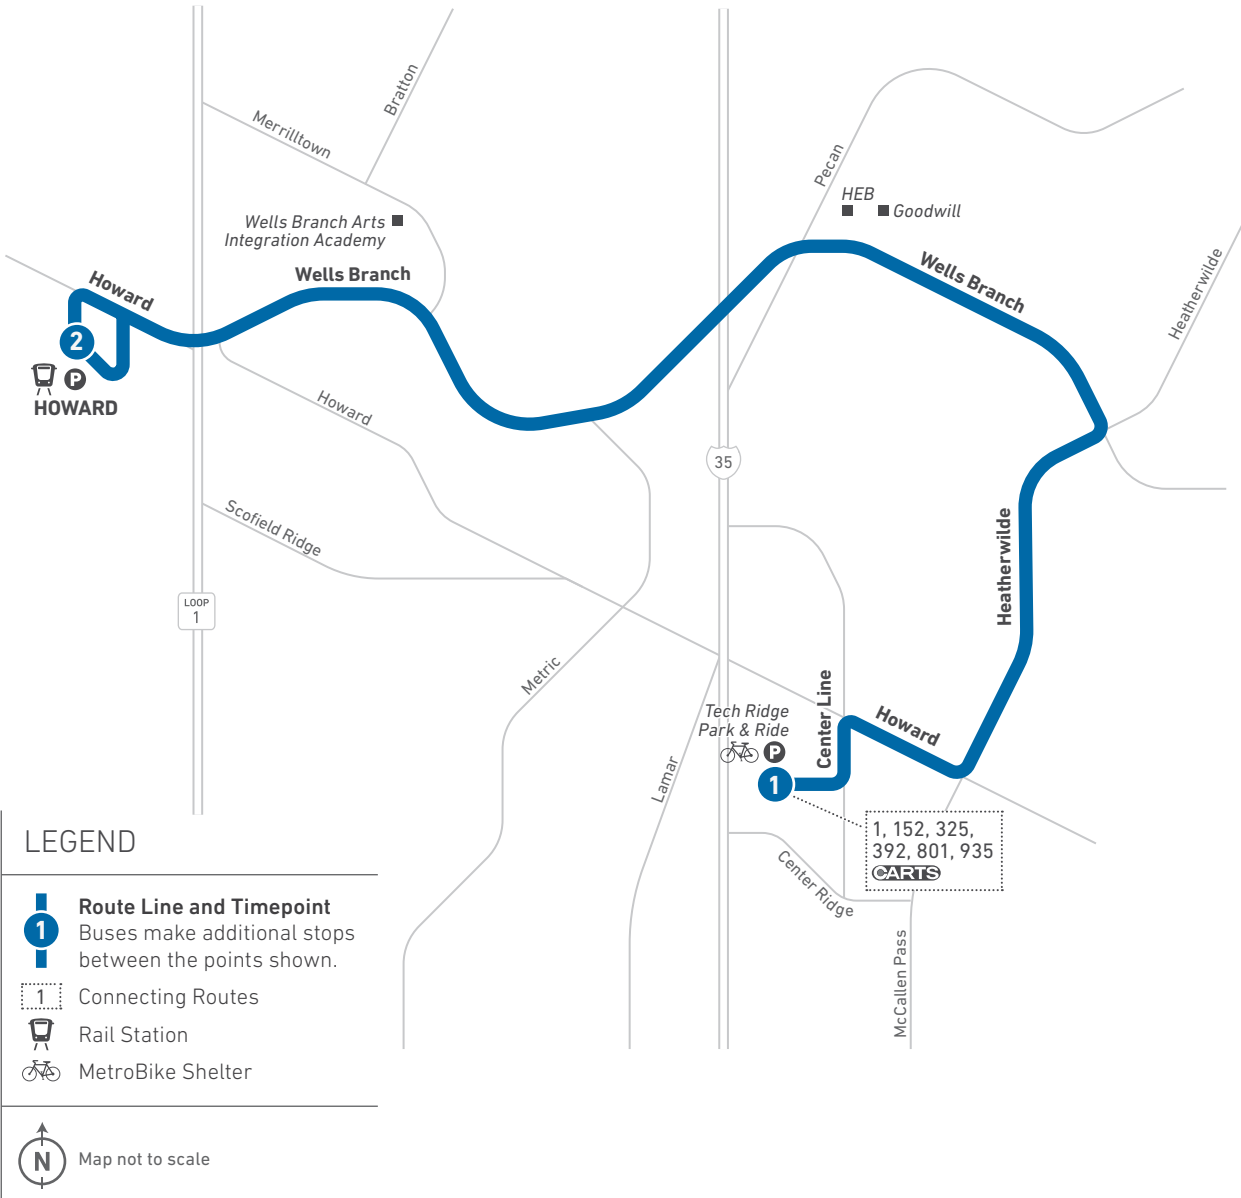 Bratton
Merrilltown
Pecan
HEB
Goodwill
Wells Branch Arts
Integration Academy
Heatherwilde
Howard
Wells Branch
Wells Branch
2
P
HOWARD
Howard
35
Scofield Ridge
Heatherwilde
LOOP
1
Metric
Tech Ridge
Park & Ride
P
Center Line
Howard
Lamar
1
1, 152, 325,
392, 801, 935
CARTS
Center Ridge
McCallen Pass
LEGEND
1
Route Line and Timepoint
Buses make additional stops
between the points shown.
1
Connecting Routes
Rail Station
MetroBike Shelter
N
Map not to scale